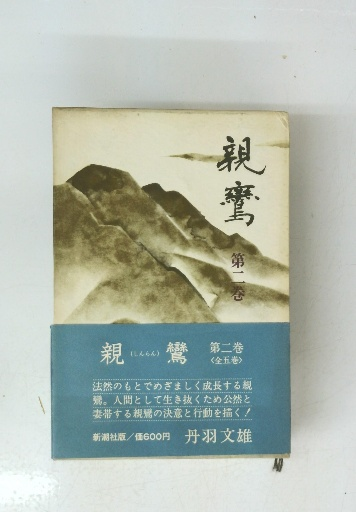 親鸞
第二巻
親鸞
(しんらん)
第二巻
〈全五巻〉
法然のもとでめざましく成長する親
鸞。人間として生き抜くため公然と
妻帯する親鸞の決意と行動を描く！
新潮社版／価600円
丹羽文雄